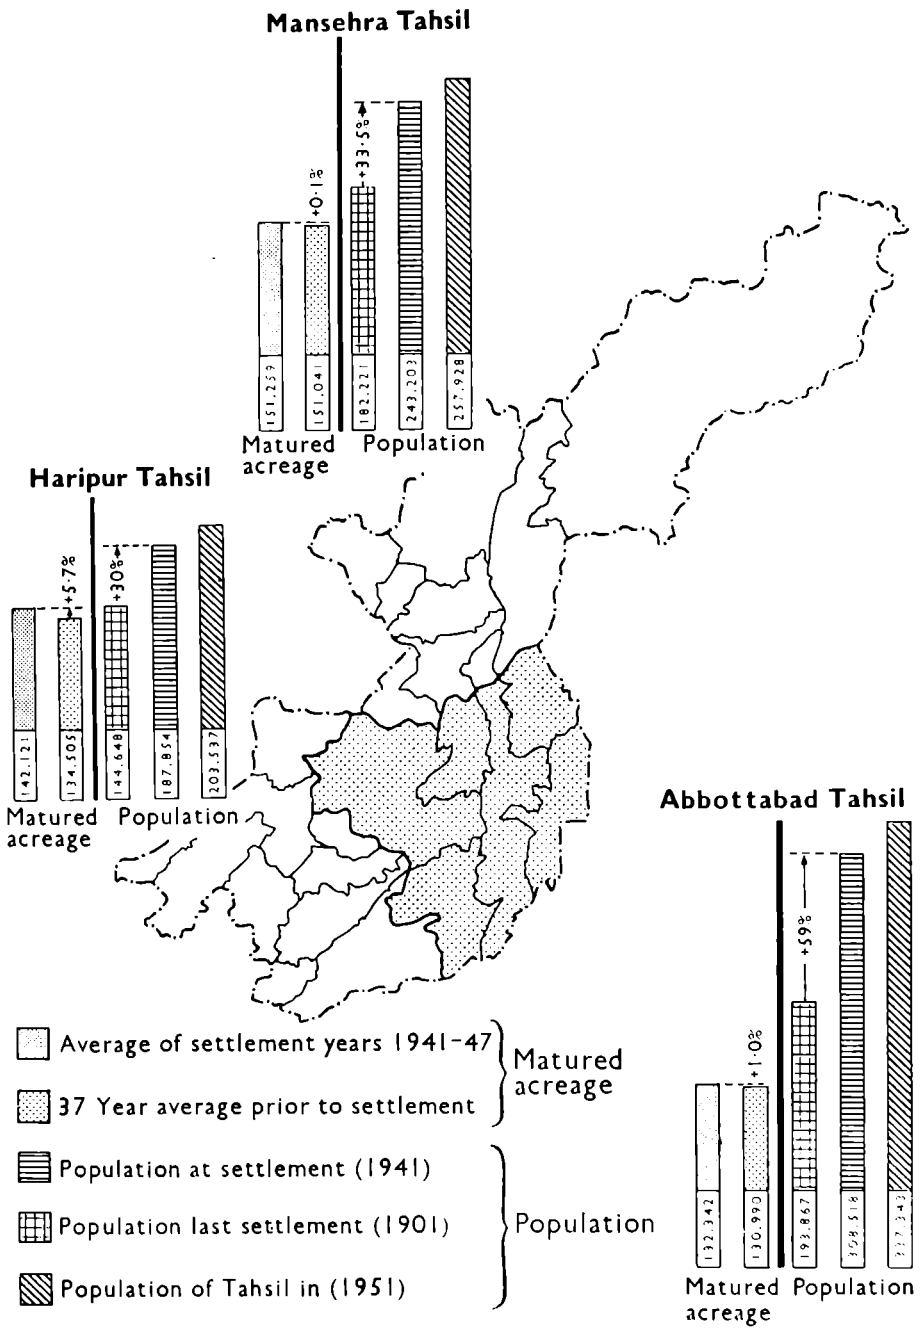 Mansehra Tahsil
+0·1%
+33·5%
151.259
151.041
182.221
243.203
257.928
Matured
acreage
Population
Haripur Tahsil
+5·7%
+30%
142.121
134.505
144.648
187.854
203.537
Matured
acreage
Population
Abbottabad Tahsil
+1·0%
+59%
132.342
130.990
193.867
308.518
Matured
acreage
Population
Average of settlement years 1941-47
37 Year average prior to settlement
Matured
acreage
Population at settlement (1941)
Population last settlement (1901)
Population of Tahsil in (1951)
Population